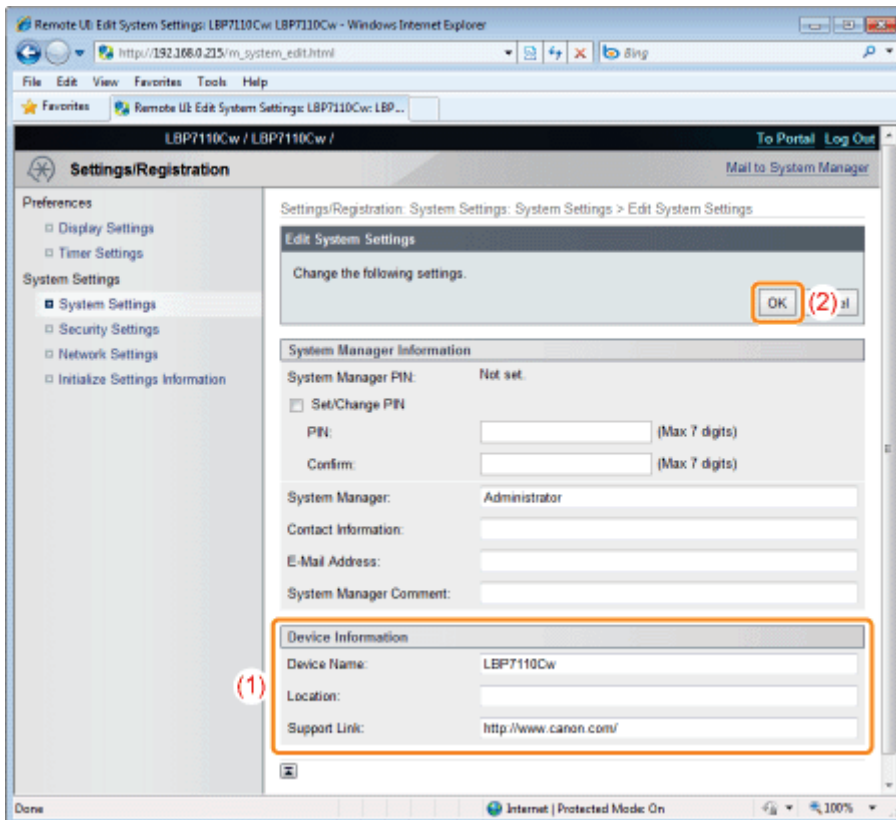 Remote UI: Edit System Settings: LBP7110Cw: LBP7110Cw - Windows Internet Explorer
http://192.168.0.215/m_system_edit.html
Bing
File Edit View Favorites Tools Help
Favorites Remote UI: Edit System Settings: LBP7110Cw: LBP...
LBP7110Cw / LBP7110Cw / To Portal Log Out
Settings/Registration Mail to System Manager
Preferences
Display Settings
Timer Settings
System Settings
System Settings
Security Settings
Network Settings
Initialize Settings Information
Settings/Registration: System Settings: System Settings > Edit System Settings
Edit System Settings
Change the following settings.
OK (2)
System Manager Information
System Manager PIN: Not set.
Set/Change PIN
PIN: (Max 7 digits)
Confirm: (Max 7 digits)
System Manager: Administrator
Contact Information:
E-Mail Address:
System Manager Comment:
(1)
Device Information
Device Name: LBP7110Cw
Location:
Support Link: http://www.canon.com/
Done Internet | Protected Mode: On 100%